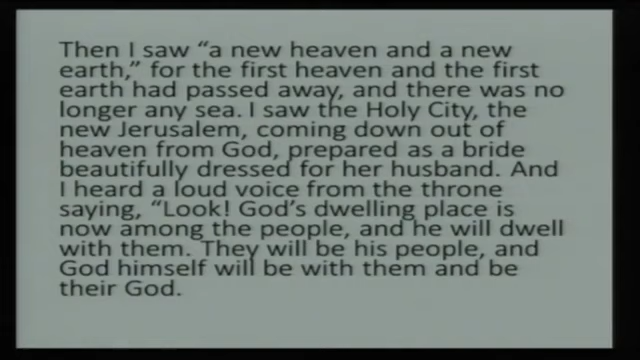 Then I saw “a new heaven and a new
earth,” for the first heaven and the first
earth had passed away, and there was no
longer any sea. I saw the Holy City, the
new Jerusalem, coming down out of
heaven from God, prepared as a bride
beautifully dressed for her husband. And
I heard a loud voice from the throne
saying, “Look! God’s dwelling place is
now among the people, and he will dwell
with them. They will be his people, and
God himself will be with them and be
their God.